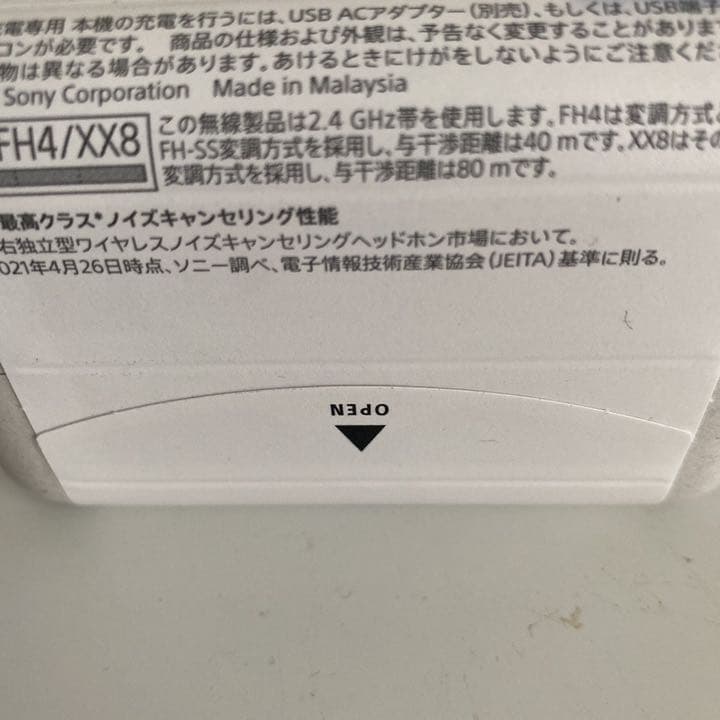 電専用 本機の充電を行うには、USB ACアダプター（別売）、もしくは、USB端子
コンが必要です。 商品の仕様および外観は、予告なく変更することがありま
物は異なる場合があります。あけるときにけがをしないようにご注意くだ
Sony Corporation Made in Malaysia
FH4/XX8
この無線製品は2.4 GHz帯を使用します。FH4は変調方式と
FH-SS変調方式を採用し、与干渉距離は40 mです。XX8はその
変調方式を採用し、与干渉距離は80 mです。
最高クラス*ノイズキャンセリング性能
右独立型ワイヤレスノイズキャンセリングヘッドホン市場において。
021年4月26日時点、ソニー調べ、電子情報技術産業協会（JEITA）基準に則る。
OPEN